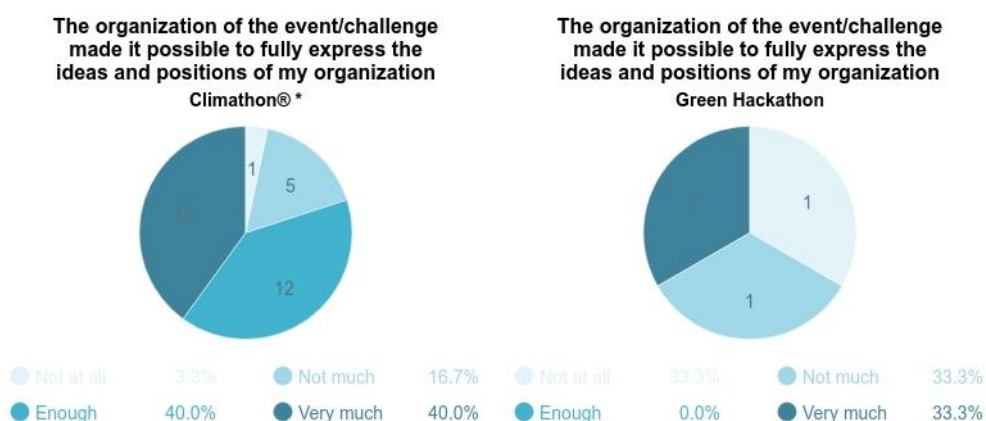 The organization of the event/challenge
made it possible to fully express the
ideas and positions of my organization
Climathon® *
1
5
12
12
Not at all 3.3% Not much 16.7%
Enough 40.0% Very much 40.0%
The organization of the event/challenge
made it possible to fully express the
ideas and positions of my organization
Green Hackathon
1
1
1
Not at all 33.3% Not much 33.3%
Enough 0.0% Very much 33.3%